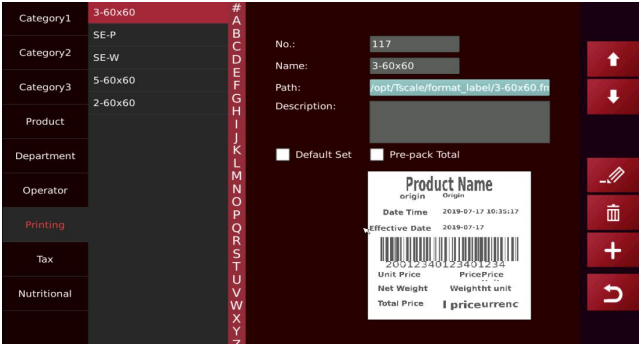 Category1
Category2
Category3
Product
Department
Operator
Printing
Tax
Nutritional
3-60x60
SE-P
SE-W
5-60x60
2-60x60
#
A
B
C
D
E
F
G
H
I
J
K
L
M
N
O
P
Q
R
S
T
U
V
W
X
Y
Z
No.: 117
Name: 3-60x60
Path: /opt/Tscale/format_label/3-60x60.fm
Description:
Default Set Pre-pack Total
Product Name
origin Origin
Date Time 2019-07-17 10:35:17
Effective Date 2019-07-17
20012340123401234
Unit Price PricePrice
Net Weight Weightht unit
Total Price l priceurrenc